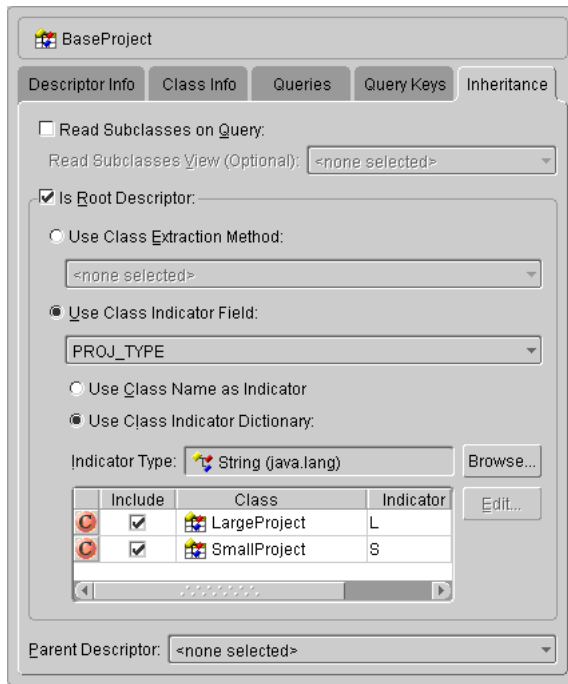 BaseProject
Descriptor Info Class Info Queries Query Keys Inheritance
Read Subclasses on Query:
Read Subclasses View (Optional): <none selected>
Is Root Descriptor:
Use Class Extraction Method:
<none selected>
Use Class Indicator Field:
PROJ_TYPE
Use Class Name as Indicator
Use Class Indicator Dictionary:
Indicator Type: String (java.lang) Browse...
Include Class Indicator Edit...
C LargeProject L
C SmallProject S
Parent Descriptor: <none selected>